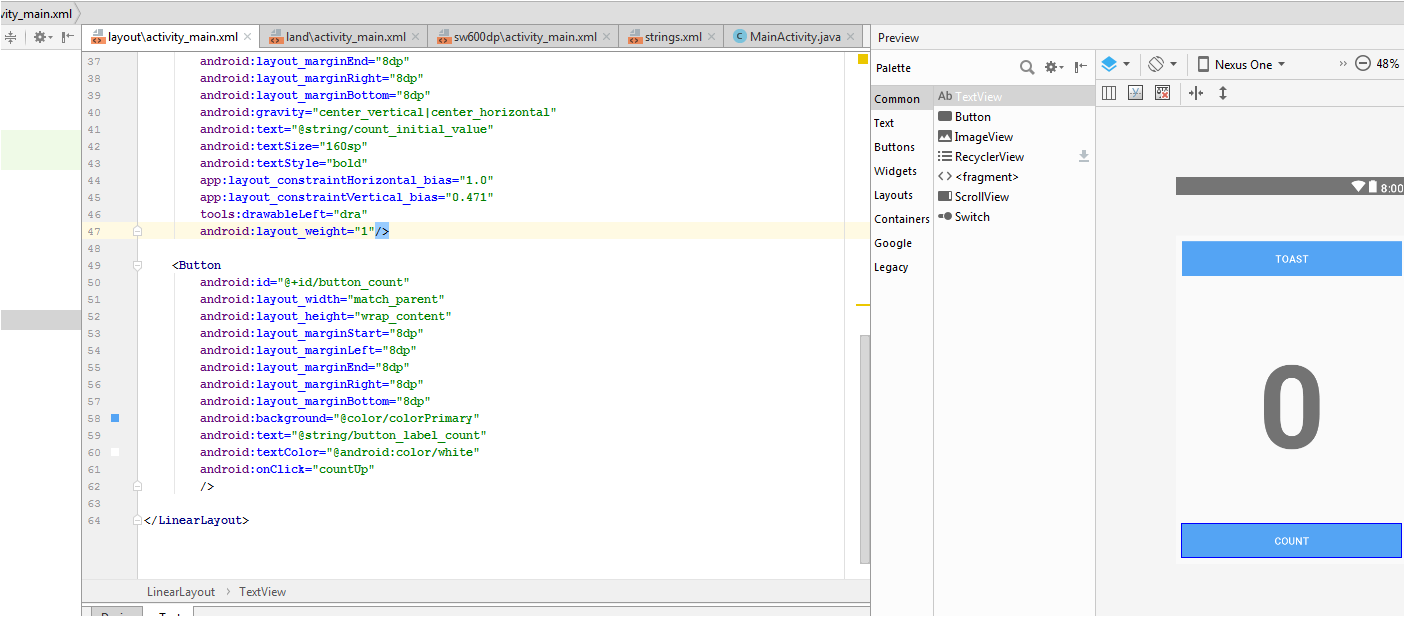 ivity_main.xml
layout\activity_main.xml
land\activity_main.xml
sw600dp\activity_main.xml
strings.xml
MainActivity.java
37 android:layout_marginEnd="8dp"
38 android:layout_marginRight="8dp"
39 android:layout_marginBottom="8dp"
40 android:gravity="center_vertical|center_horizontal"
41 android:text="@string/count_initial_value"
42 android:textSize="160sp"
43 android:textStyle="bold"
44 app:layout_constraintHorizontal_bias="1.0"
45 app:layout_constraintVertical_bias="0.471"
46 tools:drawableLeft="dra"
47 android:layout_weight="1"/>
48
49 <Button
50 android:id="@+id/button_count"
51 android:layout_width="match_parent"
52 android:layout_height="wrap_content"
53 android:layout_marginStart="8dp"
54 android:layout_marginLeft="8dp"
55 android:layout_marginEnd="8dp"
56 android:layout_marginRight="8dp"
57 android:layout_marginBottom="8dp"
58 android:background="@color/colorPrimary"
59 android:text="@string/button_label_count"
60 android:textColor="@android:color/white"
61 android:onClick="countUp"
62 />
63
64 </LinearLayout>
LinearLayout › TextView
Preview
Palette
Common
Text
Buttons
Widgets
Layouts
Containers
Google
Legacy
Ab TextView
Button
ImageView
RecyclerView
<fragment>
ScrollView
Switch
Nexus One
48%
8:00
TOAST
0
COUNT